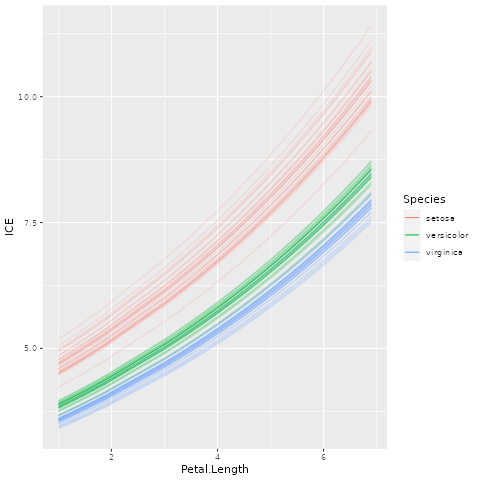 10.0
7.5
5.0
ICE
2
4
6
Petal.Length
Species
setosa
versicolor
virginica